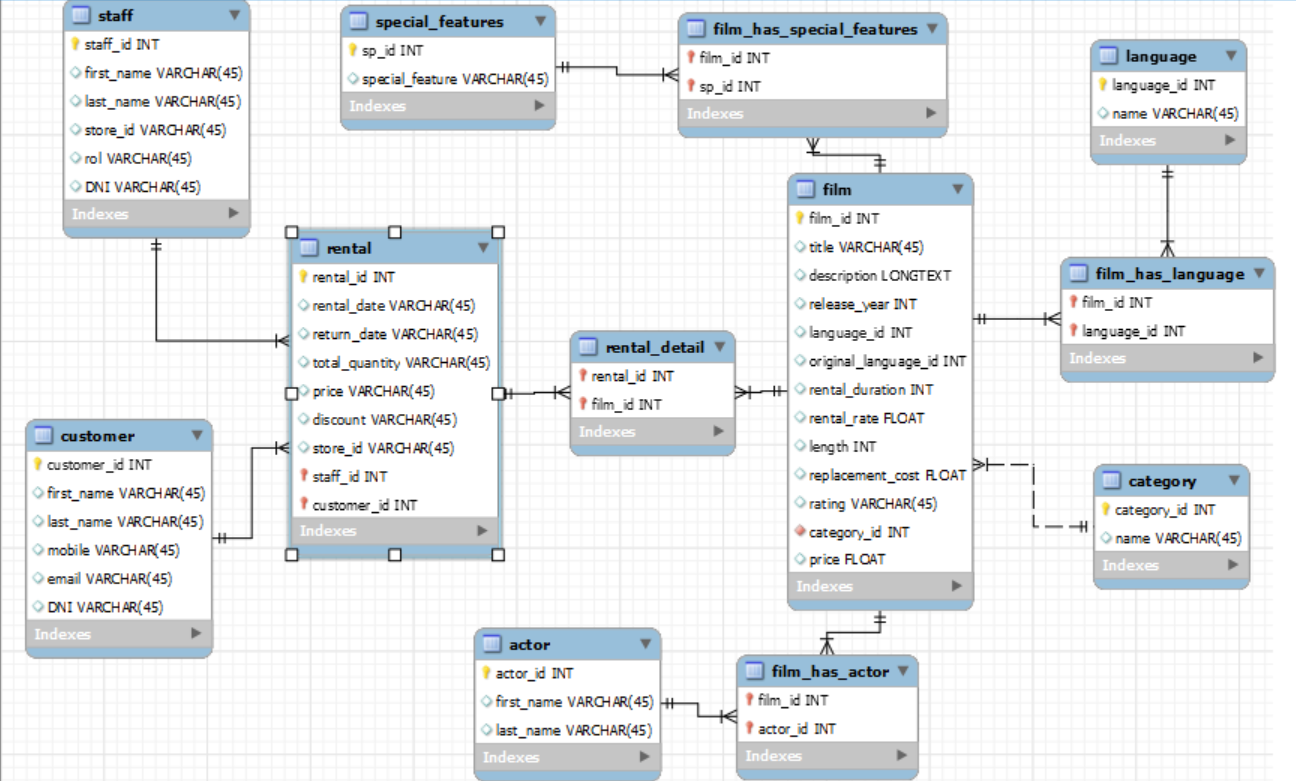 staff
staff_id INT
first_name VARCHAR(45)
last_name VARCHAR(45)
store_id VARCHAR(45)
rol VARCHAR(45)
DNI VARCHAR(45)
Indexes
special_features
sp_id INT
special_feature VARCHAR(45)
Indexes
film_has_special_features
film_id INT
sp_id INT
Indexes
language
language_id INT
name VARCHAR(45)
Indexes
rental
rental_id INT
rental_date VARCHAR(45)
return_date VARCHAR(45)
total_quantity VARCHAR(45)
price VARCHAR(45)
discount VARCHAR(45)
store_id VARCHAR(45)
staff_id INT
customer_id INT
Indexes
rental_detail
rental_id INT
film_id INT
Indexes
film
film_id INT
title VARCHAR(45)
description LONGTEXT
release_year INT
language_id INT
original_language_id INT
rental_duration INT
rental_rate FLOAT
length INT
replacement_cost FLOAT
rating VARCHAR(45)
category_id INT
price FLOAT
Indexes
film_has_language
film_id INT
language_id INT
Indexes
customer
customer_id INT
first_name VARCHAR(45)
last_name VARCHAR(45)
mobile VARCHAR(45)
email VARCHAR(45)
DNI VARCHAR(45)
Indexes
category
category_id INT
name VARCHAR(45)
Indexes
actor
actor_id INT
first_name VARCHAR(45)
last_name VARCHAR(45)
Indexes
film_has_actor
film_id INT
actor_id INT
Indexes